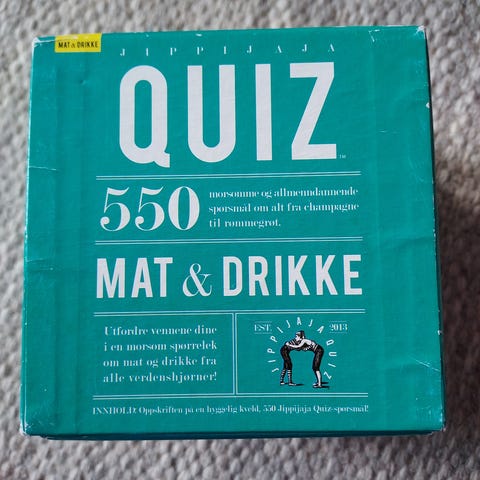 MAT & DRIKKE
JIPPIJAJA
QUIZ
TM
550
morsomme og allmenndannende
spørsmål om alt fra champagne
til rømmegrøt.
MAT & DRIKKE
Utfordre vennene dine
i en morsom spørrelek
om mat og drikke fra
alle verdenshjørner!
EST. 2013
JIPPIJAJA QUIZ
INNHOLD: Oppskriften på en hyggelig kveld, 550 Jippijaja Quiz-spørsmål!